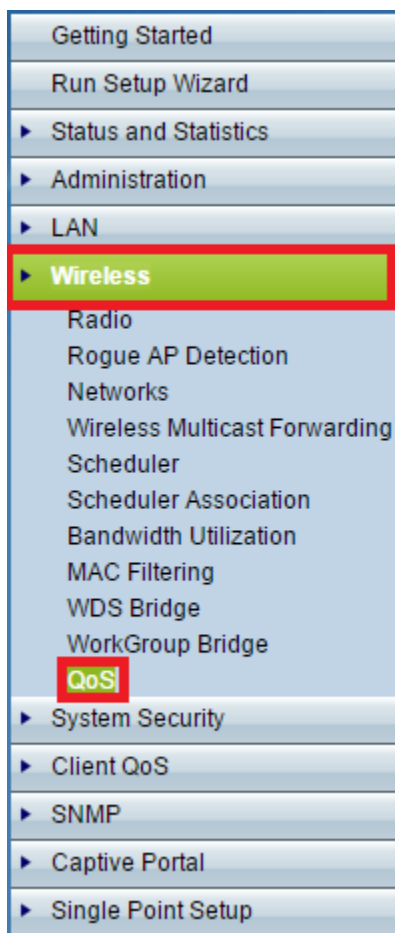 Getting Started
Run Setup Wizard
Status and Statistics
Administration
LAN
Wireless
Radio
Rogue AP Detection
Networks
Wireless Multicast Forwarding
Scheduler
Scheduler Association
Bandwidth Utilization
MAC Filtering
WDS Bridge
WorkGroup Bridge
QoS
System Security
Client QoS
SNMP
Captive Portal
Single Point Setup